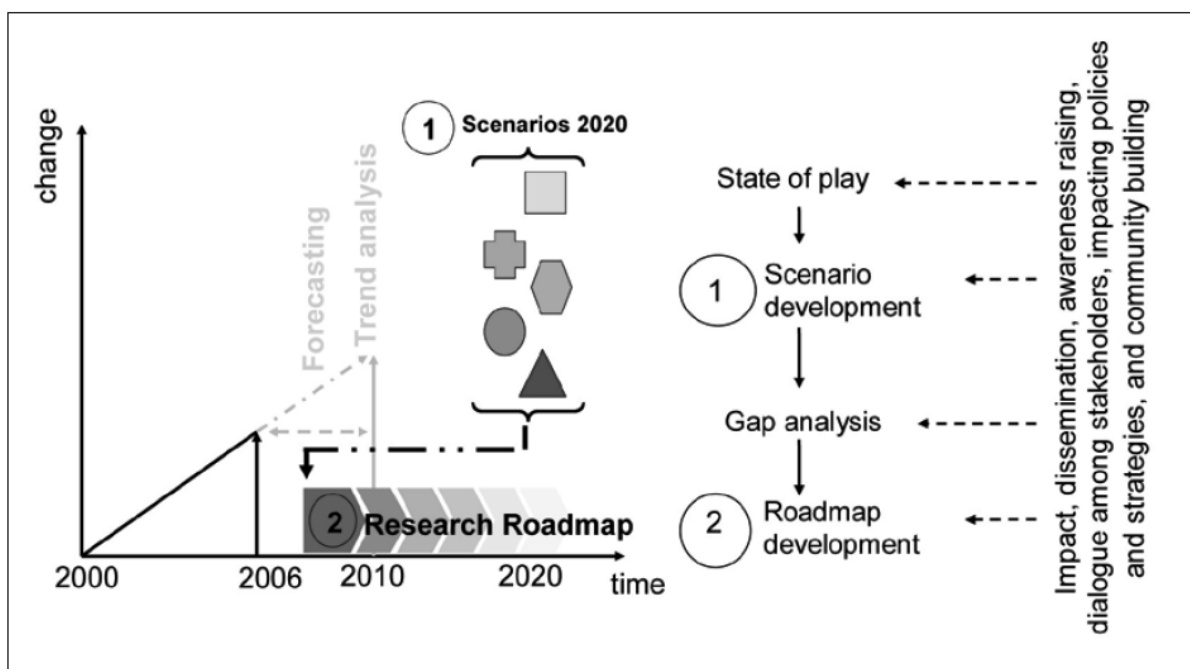 change
Forecasting
Trend analysis
1
Scenarios 2020
2
Research Roadmap
2000
2006
2010
2020
time
State of play
1
Scenario
development
Gap analysis
2
Roadmap
development
Impact, dissemination, awareness raising,
dialogue among stakeholders, impacting policies
and strategies, and community building